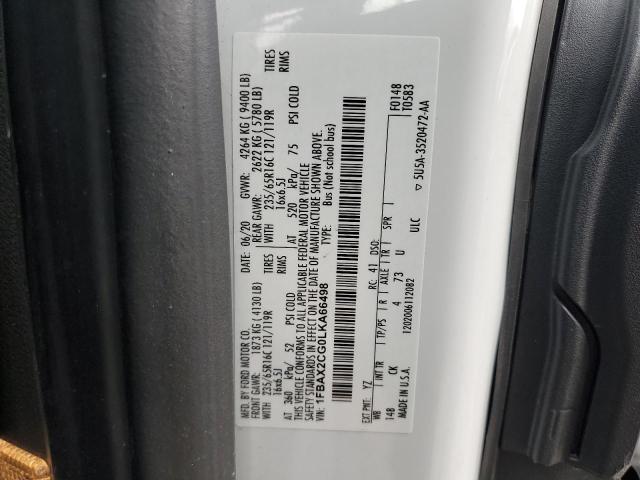 MFD. BY FORD MOTOR CO.
DATE: 06/20
GVWR: 4264 KG ( 9400 LB)
FRONT GAWR: 1873 KG (4130 LB)
REAR GAWR: 2622 KG ( 5780 LB)
WITH 235/65R16C 121/119R TIRES
WITH 235/65R16C 121/119R TIRES
16x6.5J RIMS
16x6.5J RIMS
AT 360 kPa/ 52 PSI COLD
AT 520 kPa/ 75 PSI COLD
THIS VEHICLE CONFORMS TO ALL APPLICABLE FEDERAL MOTOR VEHICLE
SAFETY STANDARDS IN EFFECT ON THE DATE OF MANUFACTURE SHOWN ABOVE.
VIN: 1FBAX2CG0LKA66498
TYPE: Bus (Not school bus)
EXT PNT: YZ RC: 41 DSO: F0148
WB INT TR TP/PS R AXLE TR SPR T0583
148 CK 4 73 U
MADE IN U.S.A. 1202006112082 ULC ▽ 5U5A-3520472-AA